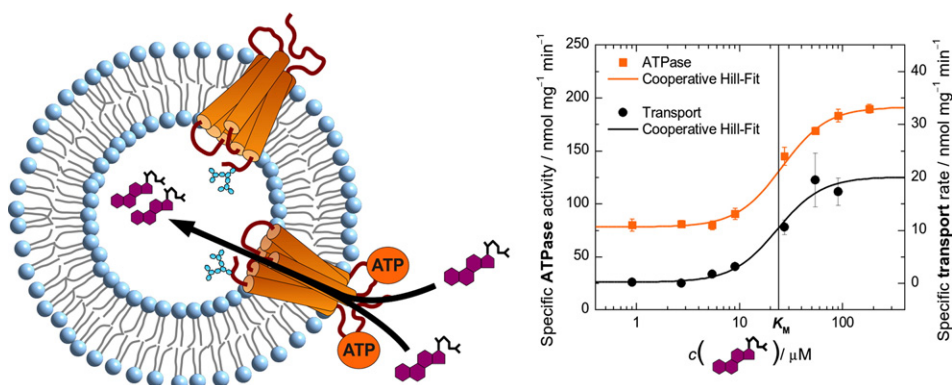 ATP
ATP
Specific ATPase activity / nmol mg⁻¹ min⁻¹
250
200
150
100
50
0
ATPase
Cooperative Hill-Fit
Transport
Cooperative Hill-Fit
40
30
20
10
0
Specific transport rate / nmol mg⁻¹ min⁻¹
1
10
K_M
100
c( )/ μM